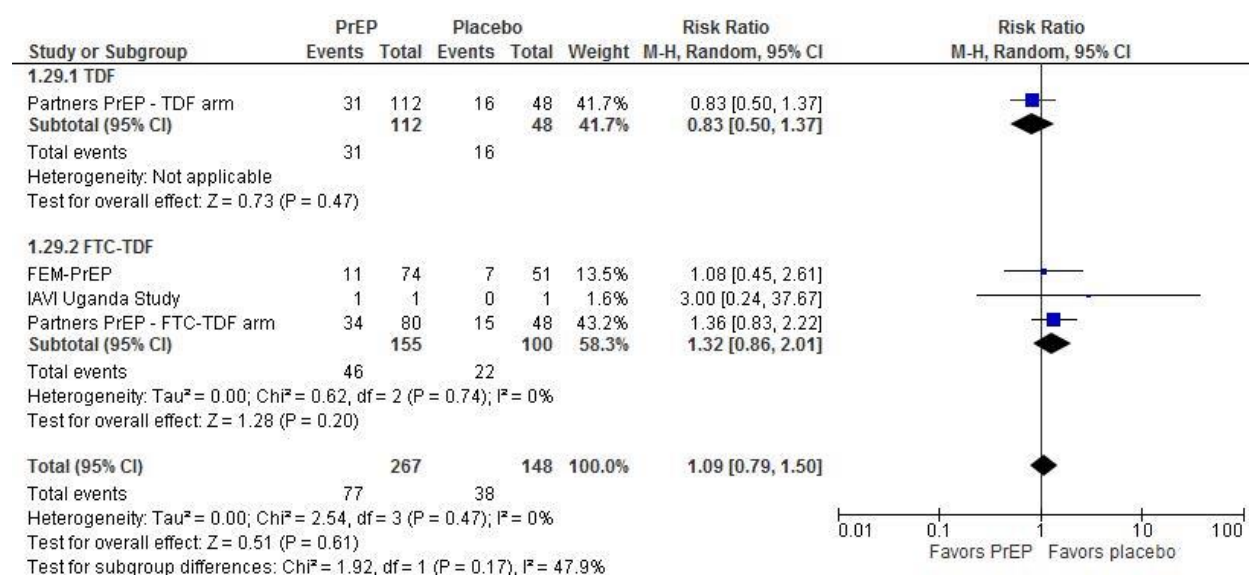 PrEP Placebo Risk Ratio Risk Ratio
Study or Subgroup Events Total Events Total Weight M-H, Random, 95% CI M-H, Random, 95% CI
1.29.1 TDF
Partners PrEP - TDF arm 31 112 16 48 41.7% 0.83 [0.50, 1.37]
Subtotal (95% CI) 112 48 41.7% 0.83 [0.50, 1.37]
Total events 31 16
Heterogeneity: Not applicable
Test for overall effect: Z = 0.73 (P = 0.47)
1.29.2 FTC-TDF
FEM-PrEP 11 74 7 51 13.5% 1.08 [0.45, 2.61]
IAVI Uganda Study 1 1 0 1 1.6% 3.00 [0.24, 37.67]
Partners PrEP - FTC-TDF arm 34 80 15 48 43.2% 1.36 [0.83, 2.22]
Subtotal (95% CI) 155 100 58.3% 1.32 [0.86, 2.01]
Total events 46 22
Heterogeneity: Tau² = 0.00; Chi² = 0.62, df = 2 (P = 0.74); I² = 0%
Test for overall effect: Z = 1.28 (P = 0.20)
Total (95% CI) 267 148 100.0% 1.09 [0.79, 1.50]
Total events 77 38
Heterogeneity: Tau² = 0.00; Chi² = 2.54, df = 3 (P = 0.47); I² = 0%
Test for overall effect: Z = 0.51 (P = 0.61)
Test for subgroup differences: Chi² = 1.92, df = 1 (P = 0.17), I² = 47.9%
0.01 0.1 1 10 100
Favors PrEP Favors placebo